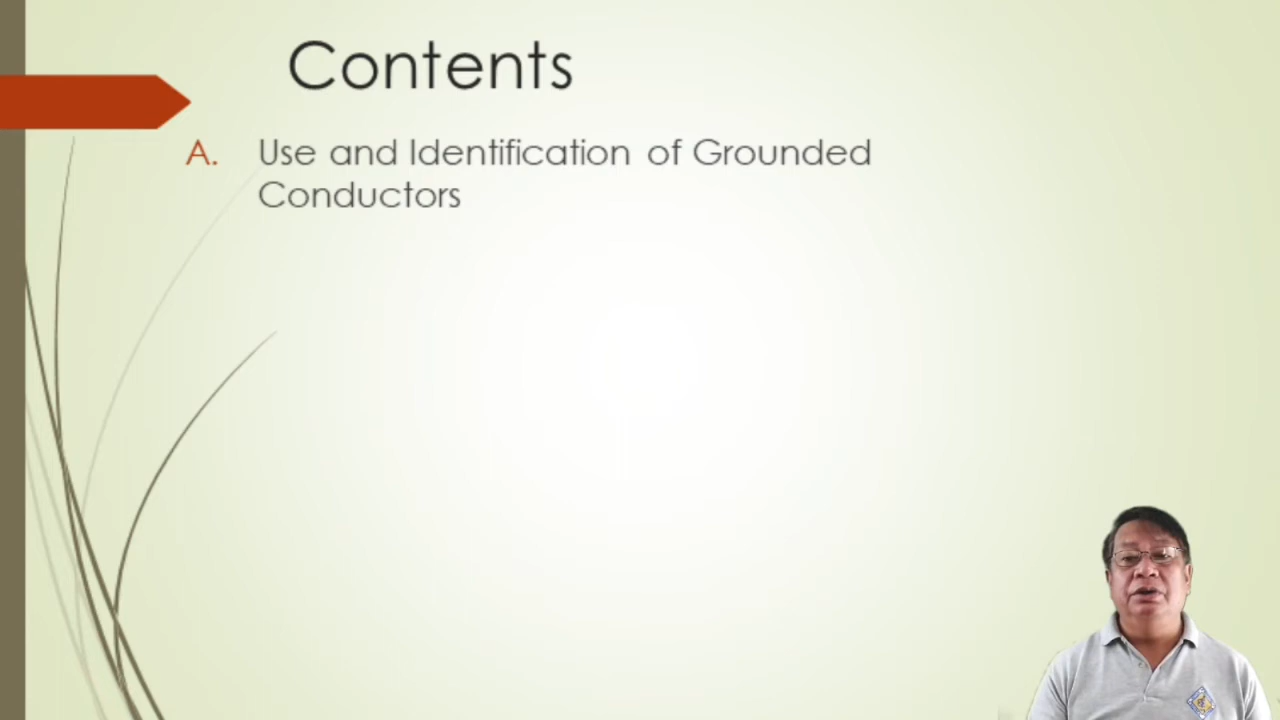 Contents
A. Use and Identification of Grounded
Conductors